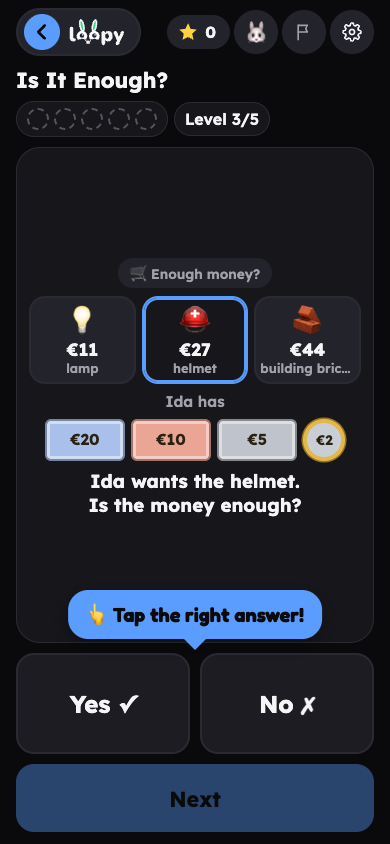 loopy
0
Is It Enough?
Level 3/5
Enough money?
€11
lamp
€27
helmet
€44
building bric...
Ida has
€20
€10
€5
€2
Ida wants the helmet.
Is the money enough?
Tap the right answer!
Yes ✓
No ✗
Next